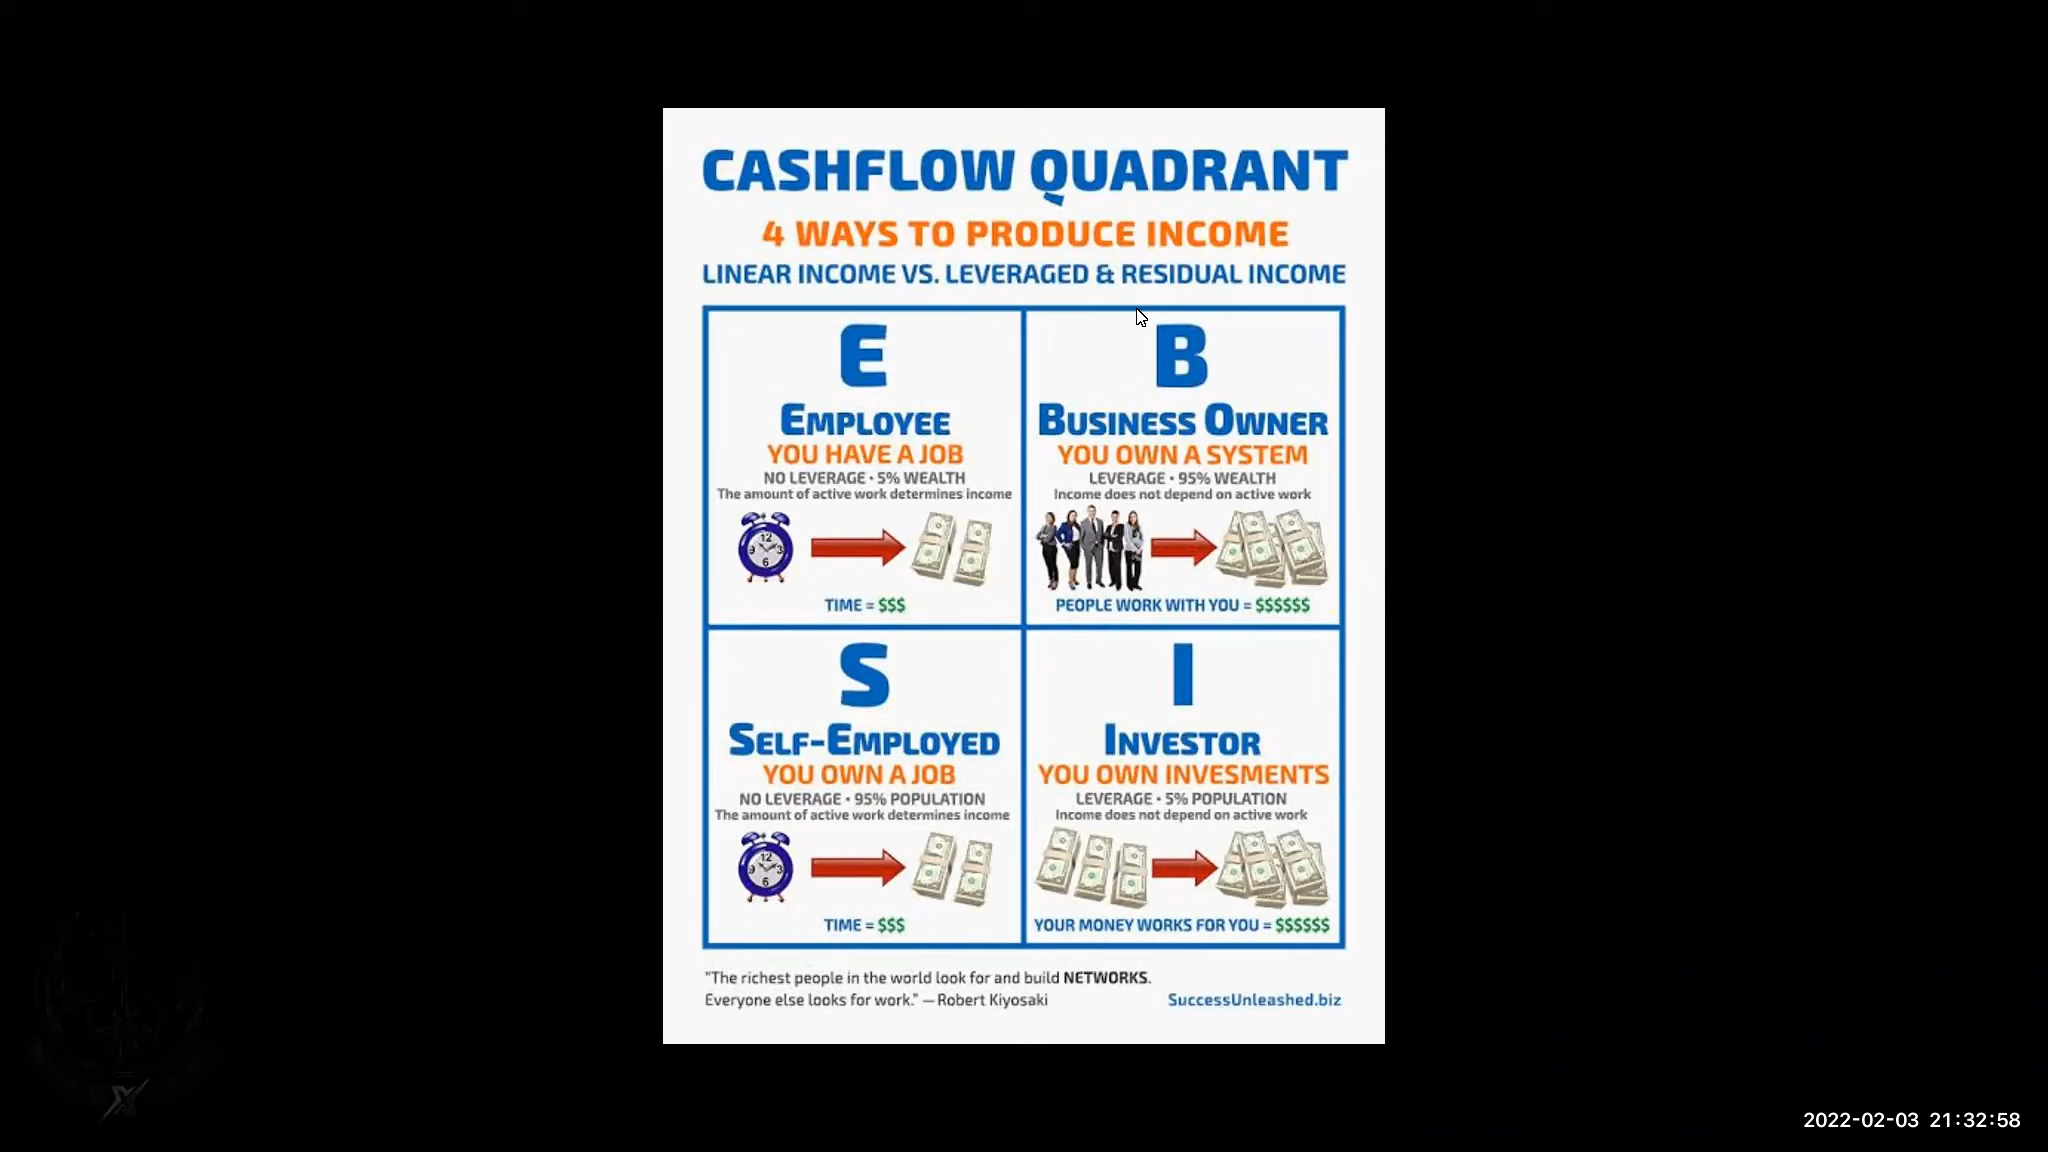 CASHFLOW QUADRANT
4 WAYS TO PRODUCE INCOME
LINEAR INCOME VS. LEVERAGED & RESIDUAL INCOME
E
EMPLOYEE
YOU HAVE A JOB
NO LEVERAGE • 5% WEALTH
The amount of active work determines income
TIME = $$$
B
BUSINESS OWNER
YOU OWN A SYSTEM
LEVERAGE • 95% WEALTH
Income does not depend on active work
PEOPLE WORK WITH YOU = $$$$$$
S
SELF-EMPLOYED
YOU OWN A JOB
NO LEVERAGE • 95% POPULATION
The amount of active work determines income
TIME = $$$
I
INVESTOR
YOU OWN INVESMENTS
LEVERAGE • 5% POPULATION
Income does not depend on active work
YOUR MONEY WORKS FOR YOU = $$$$$$
"The richest people in the world look for and build NETWORKS.
Everyone else looks for work." — Robert Kiyosaki
SuccessUnleashed.biz
2022-02-03 21:32:58